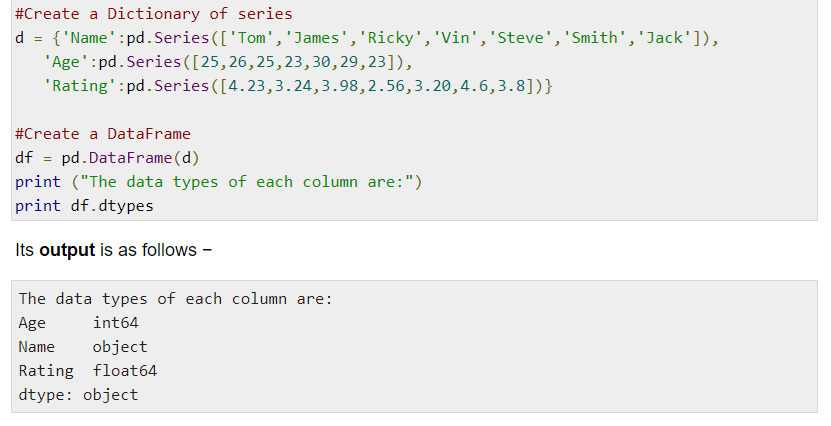 #Create a Dictionary of series
d = {'Name':pd.Series(['Tom','James','Ricky','Vin','Steve','Smith','Jack']),
   'Age':pd.Series([25,26,25,23,30,29,23]),
   'Rating':pd.Series([4.23,3.24,3.98,2.56,3.20,4.6,3.8])}
#Create a DataFrame
df = pd.DataFrame(d)
print ("The data types of each column are:")
print df.dtypes
Its output is as follows −
The data types of each column are:
Age     int64
Name    object
Rating  float64
dtype: object